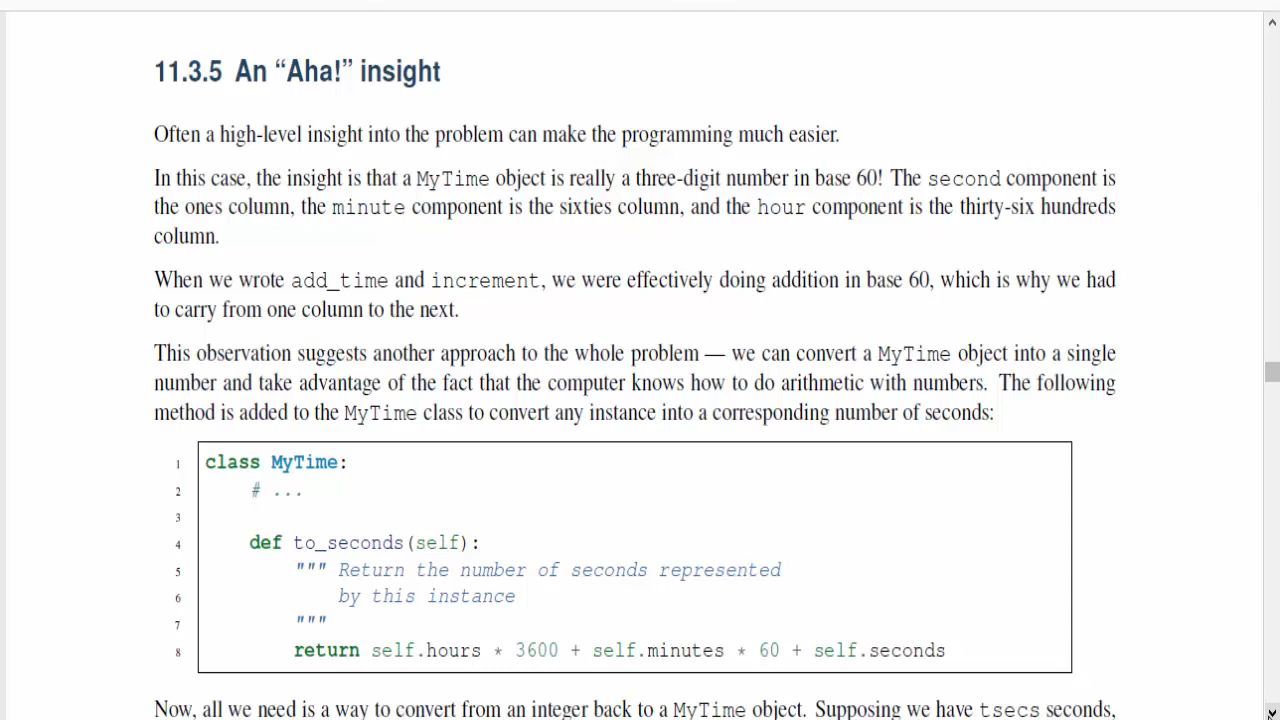 11.3.5 An “Aha!” insight
Often a high-level insight into the problem can make the programming much easier.
In this case, the insight is that a MyTime object is really a three-digit number in base 60! The second component is
the ones column, the minute component is the sixties column, and the hour component is the thirty-six hundreds
column.
When we wrote add_time and increment, we were effectively doing addition in base 60, which is why we had
to carry from one column to the next.
This observation suggests another approach to the whole problem — we can convert a MyTime object into a single
number and take advantage of the fact that the computer knows how to do arithmetic with numbers. The following
method is added to the MyTime class to convert any instance into a corresponding number of seconds:
1 class MyTime:
2     # ...
3
4     def to_seconds(self):
5         """ Return the number of seconds represented
6             by this instance
7         """
8         return self.hours * 3600 + self.minutes * 60 + self.seconds
Now, all we need is a way to convert from an integer back to a MyTime object. Supposing we have tsecs seconds,